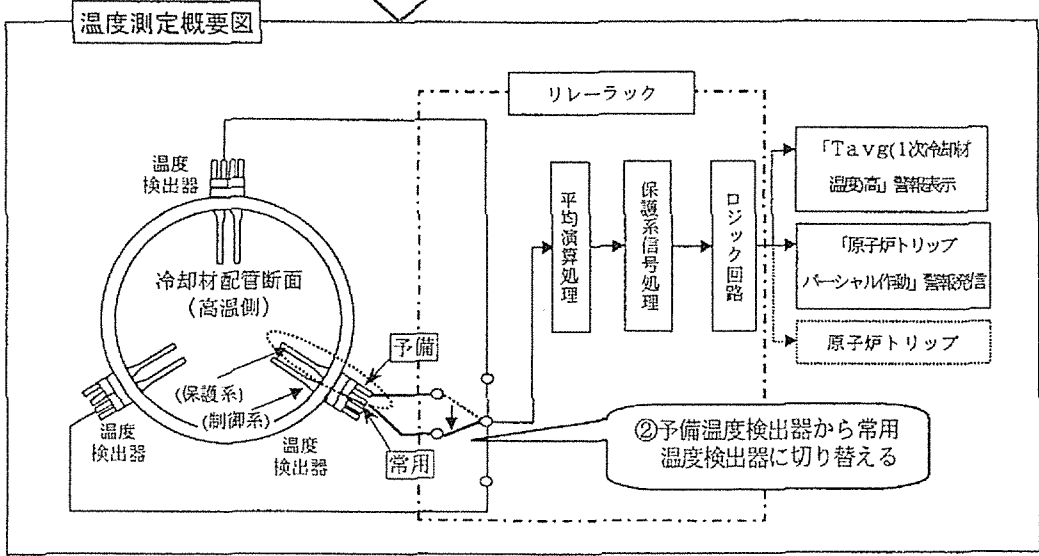 温度測定概要図
リレーラック
温度
検出器
冷却材配管断面
(高温側)
予備
(保護系)
(制御系)
温度
検出器
温度
検出器
常用
平均演算処理
保護系信号処理
ロジック回路
「Tavg(1次冷却材
温度)高」警報表示
「原子炉トリップ
パーシャル作動」警報発信
原子炉トリップ
②予備温度検出器から常用
温度検出器に切り替える